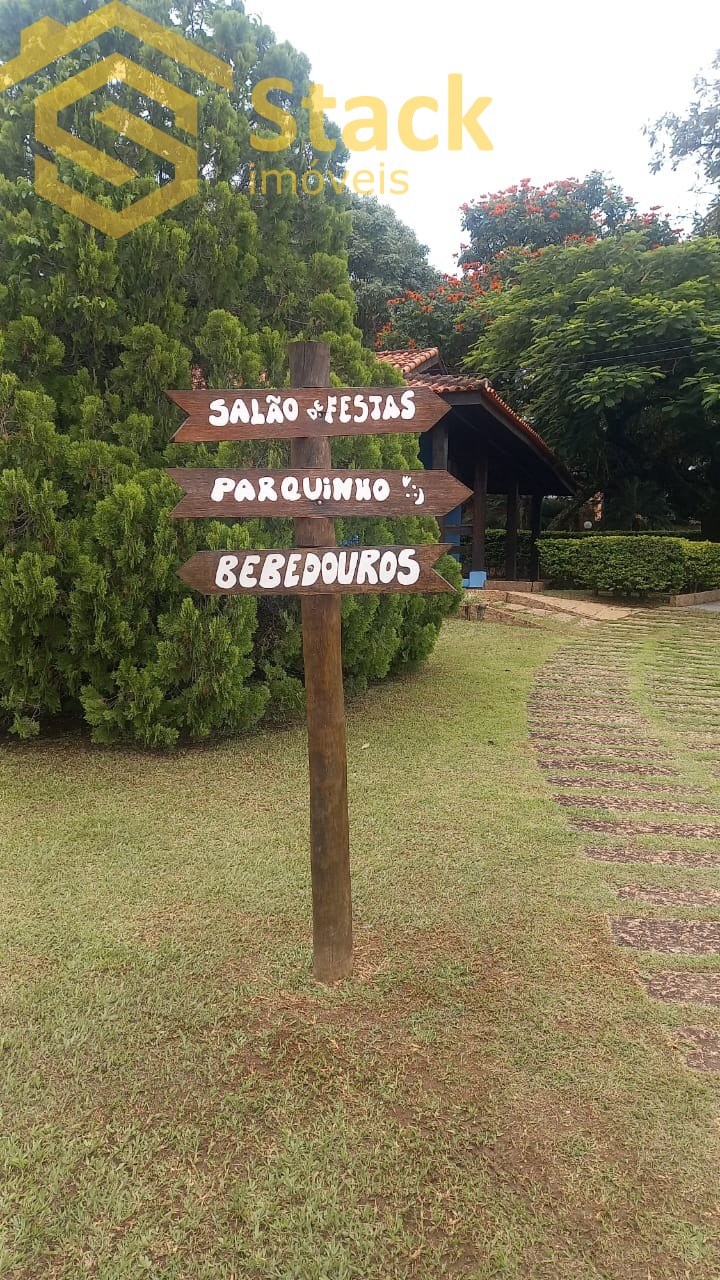 Stack
imóveis
SALÃO DE FESTAS
PARQUINHO
BEBEDOUROS